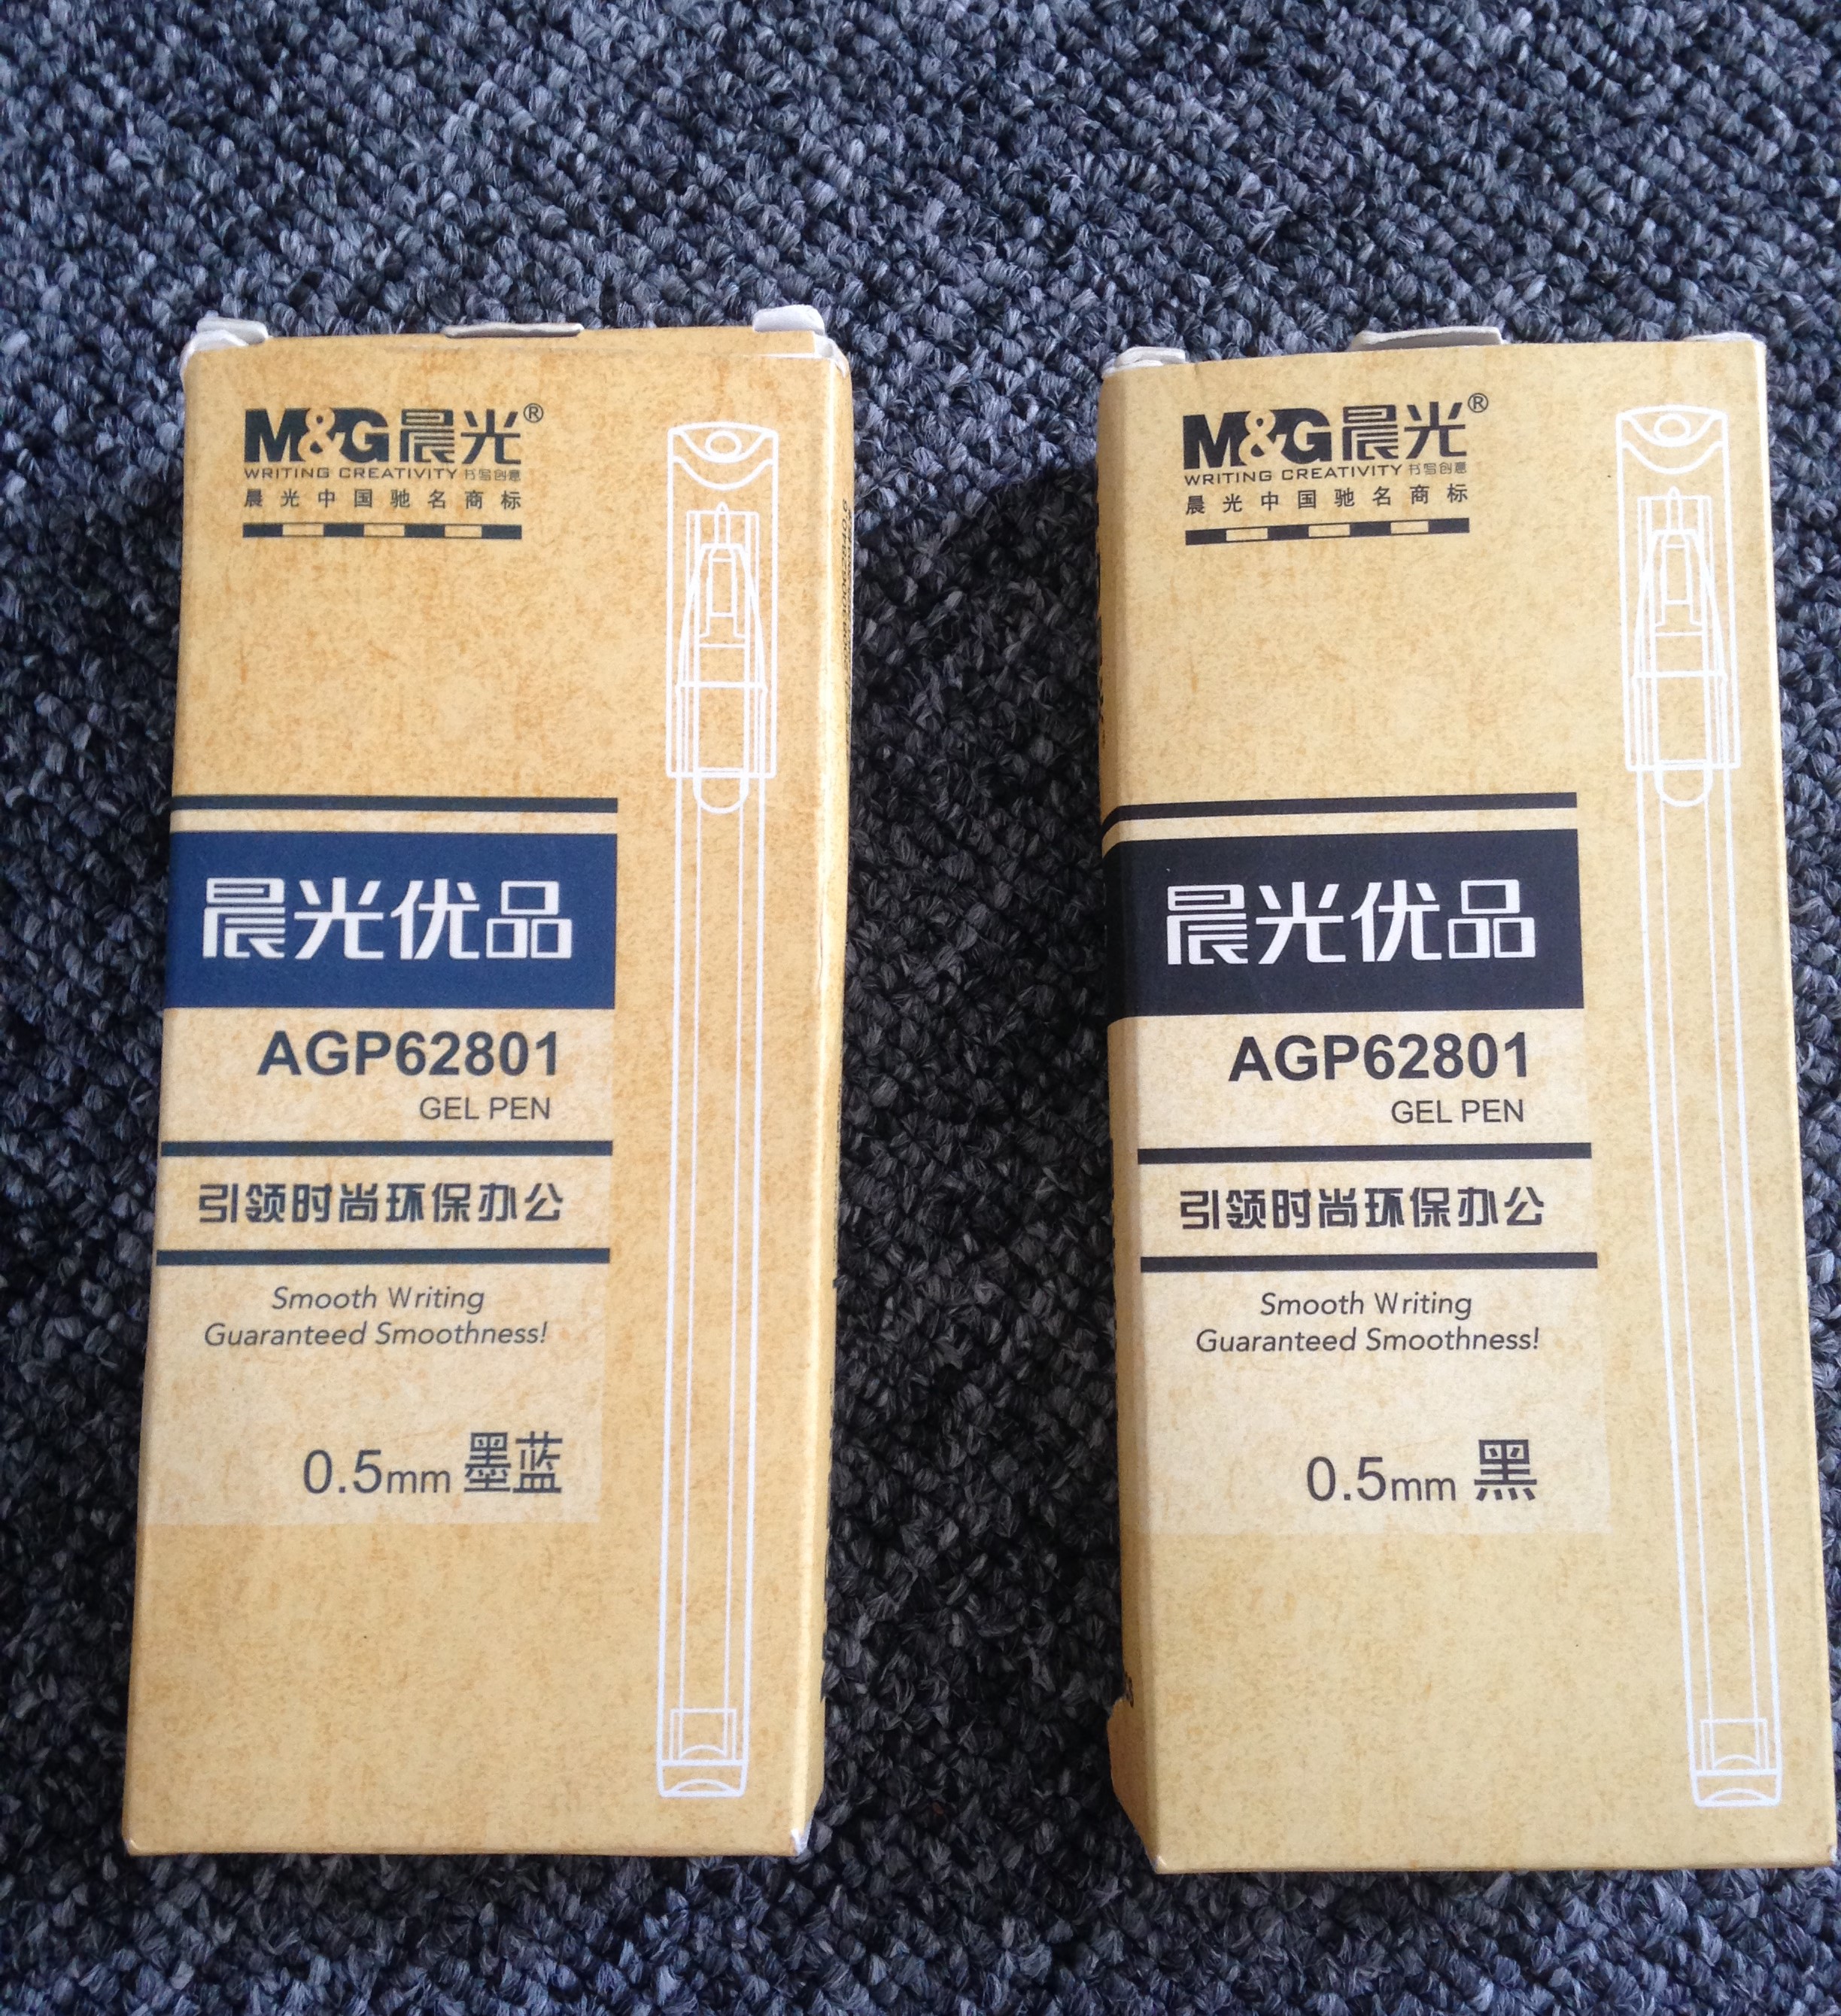 M&G晨光®
WRITING CREATIVITY 书写创意
晨光中国驰名商标
晨光优品
AGP62801
GEL PEN
引领时尚环保办公
Smooth Writing
Guaranteed Smoothness!
0.5mm 墨蓝
M&G晨光®
WRITING CREATIVITY 书写创意
晨光中国驰名商标
晨光优品
AGP62801
GEL PEN
引领时尚环保办公
Smooth Writing
Guaranteed Smoothness!
0.5mm 黑